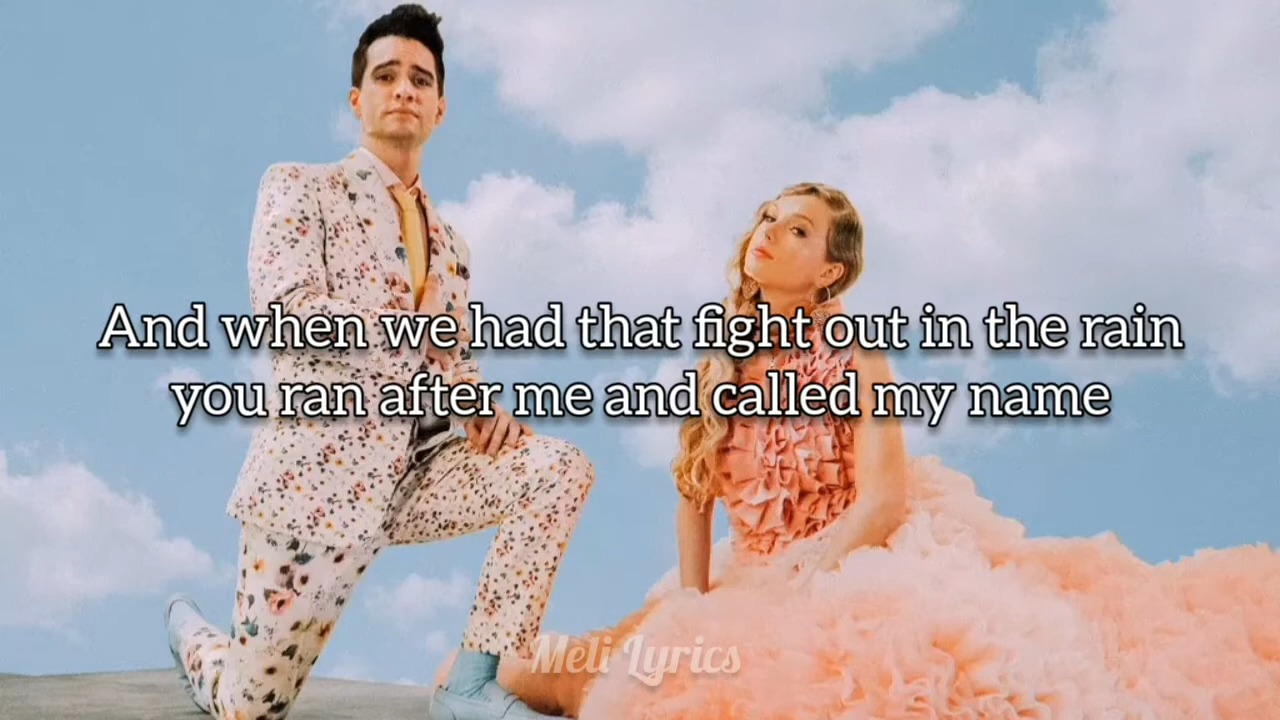 And when we had that fight out in the rain
you ran after me and called my name
Meli Lyrics